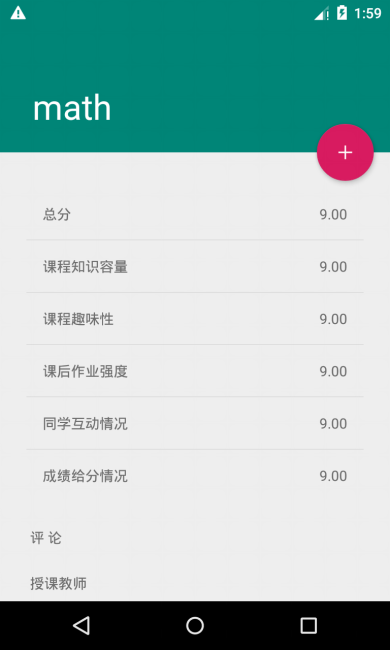 1:59
math
+
总分 9.00
课程知识容量 9.00
课程趣味性 9.00
课后作业强度 9.00
同学互动情况 9.00
成绩给分情况 9.00
评 论
授课教师